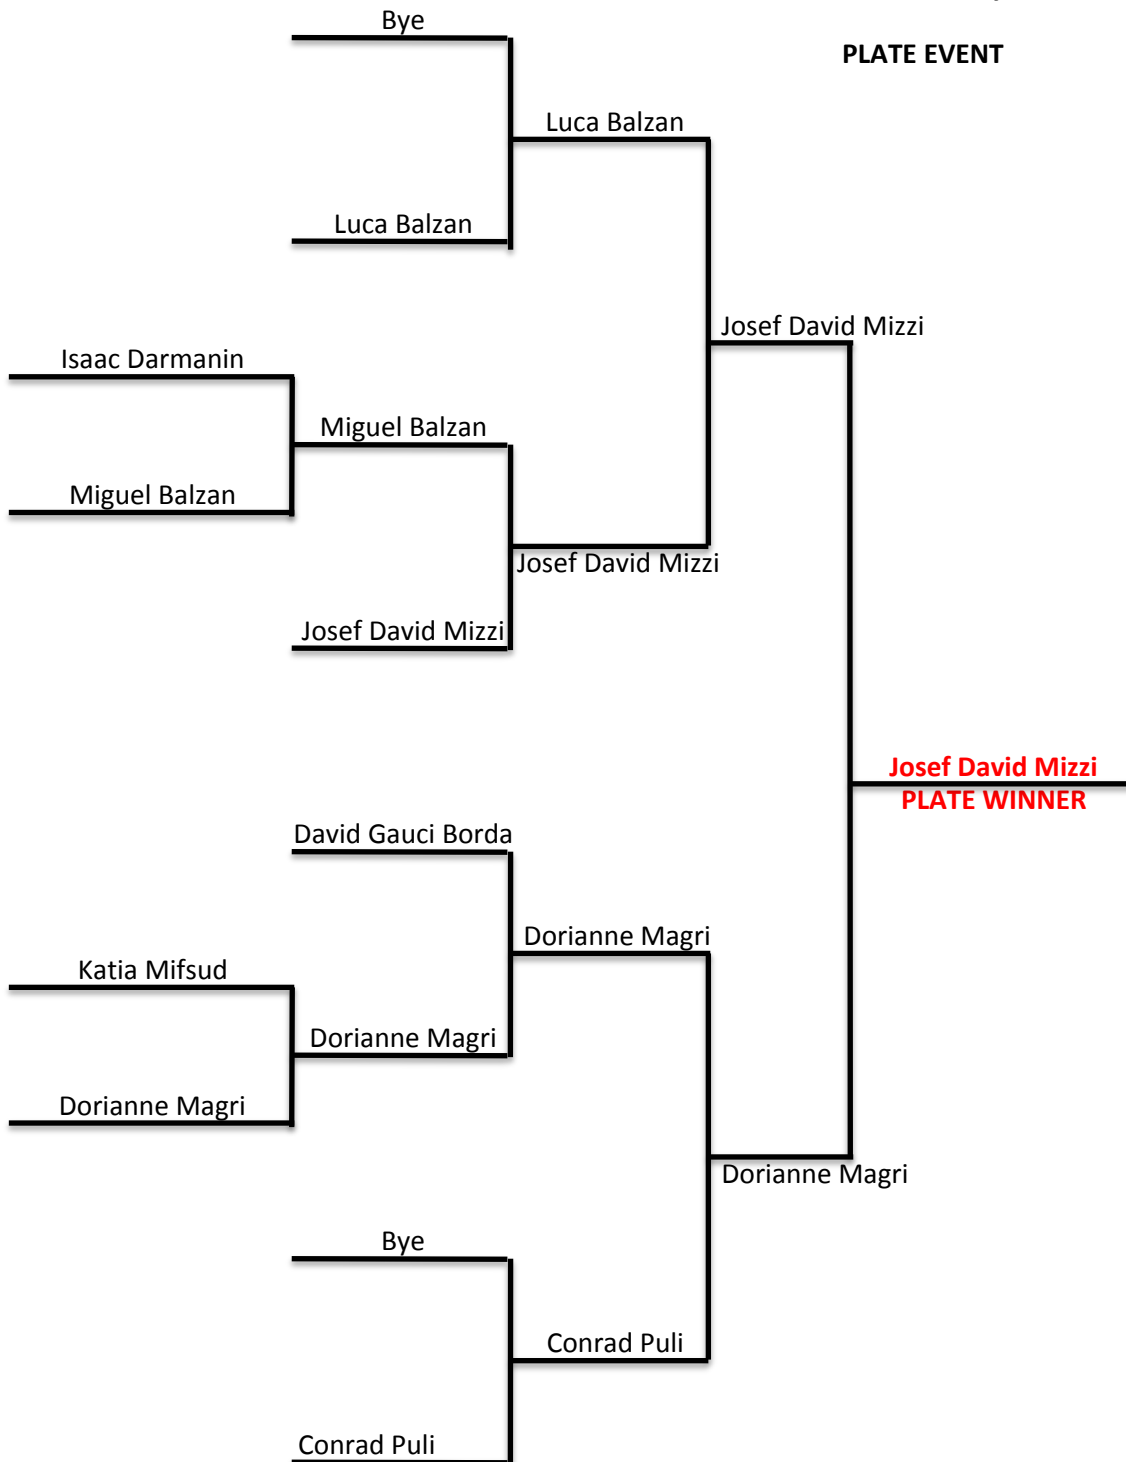 Bye
PLATE EVENT
Luca Balzan
Luca Balzan
Josef David Mizzi
Isaac Darmanin
Miguel Balzan
Miguel Balzan
Josef David Mizzi
Josef David Mizzi
Josef David Mizzi
PLATE WINNER
David Gauci Borda
Dorianne Magri
Katia Mifsud
Dorianne Magri
Dorianne Magri
Dorianne Magri
Bye
Conrad Puli
Conrad Puli